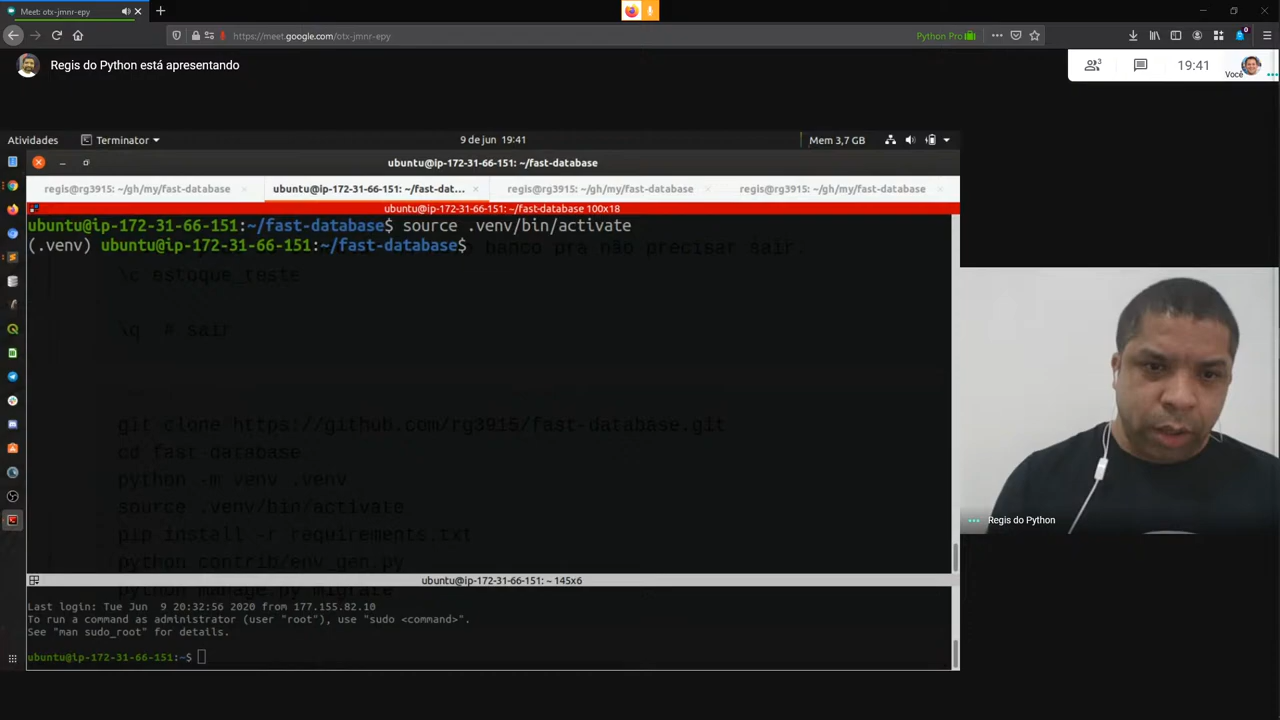 Meet: otx-jmnr-epy
https://meet.google.com/otx-jmnr-epy
Python Pro
0
Regis do Python está apresentando
3
19:41
Você
Atividades
Terminator
9 de jun 19:41
Mem 3,7 GB
ubuntu@ip-172-31-66-151: ~/fast-database
regis@rg3915: ~/gh/my/fast-database
ubuntu@ip-172-31-66-151: ~/fast-dat...
regis@rg3915: ~/gh/my/fast-database
regis@rg3915: ~/gh/my/fast-database
ubuntu@ip-172-31-66-151: ~/fast-database 100x18
ubuntu@ip-172-31-66-151:~/fast-database$ source .venv/bin/activate
(.venv) ubuntu@ip-172-31-66-151:~/fast-database$
banco pra não precisar sair.
\c estoque_teste
\q # sair
git clone https://github.com/rg3915/fast-database.git
cd fast-database
python -m venv .venv
source .venv/bin/activate
pip install -r requirements.txt
python contrib/env_gen.py
python manage.py migrate
ubuntu@ip-172-31-66-151: ~ 145x6
Last login: Tue Jun  9 20:32:56 2020 from 177.155.82.10
To run a command as administrator (user "root"), use "sudo <command>".
See "man sudo_root" for details.
ubuntu@ip-172-31-66-151:~$
Regis do Python